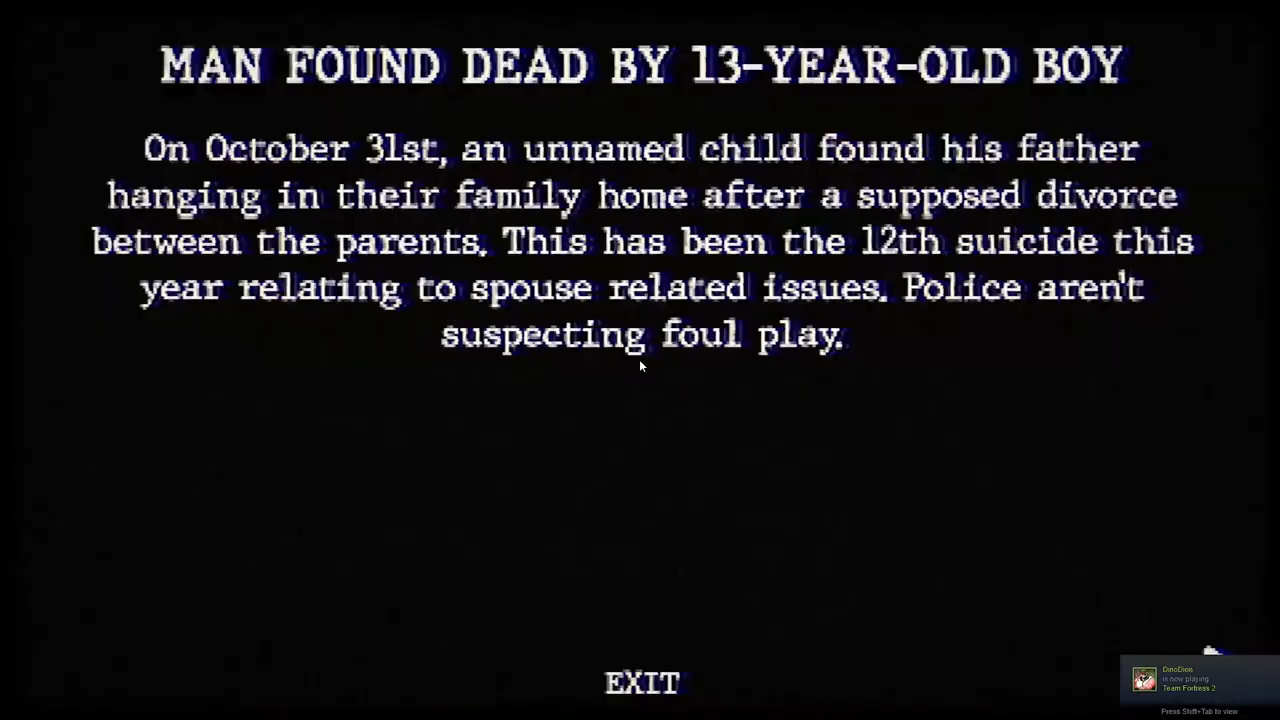 MAN FOUND DEAD BY 13-YEAR-OLD BOY
On October 31st, an unnamed child found his father
hanging in their family home after a supposed divorce
between the parents. This has been the 12th suicide this
year relating to spouse related issues. Police aren't
suspecting foul play.
EXIT
DinoDion
is now playing
Team Fortress 2
Press Shift+Tab to view